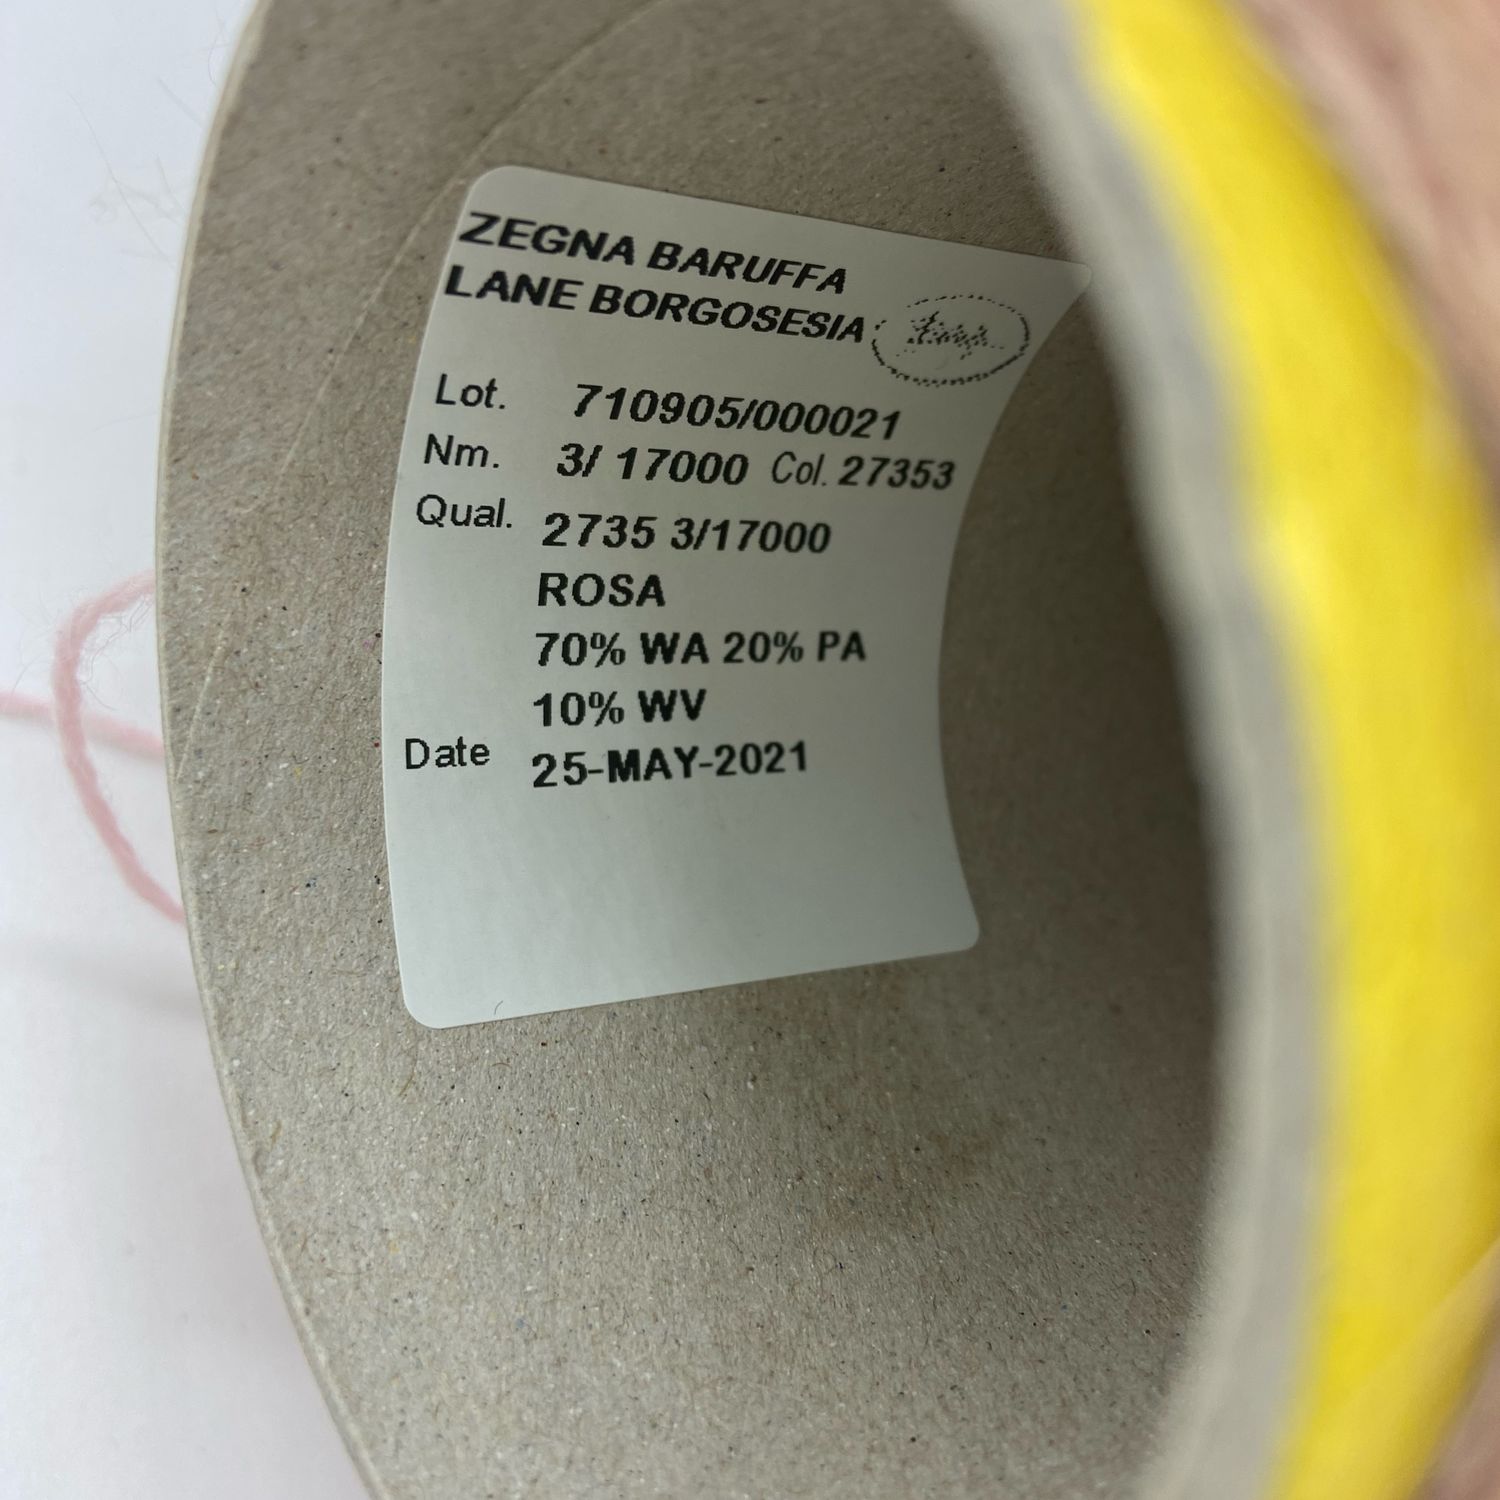 ZEGNA BARUFFA
LANE BORGOSESIA
Lot. 710905/000021
Nm. 3/ 17000 Col. 27353
Qual. 2735 3/17000
ROSA
70% WA 20% PA
10% WV
Date 25-MAY-2021